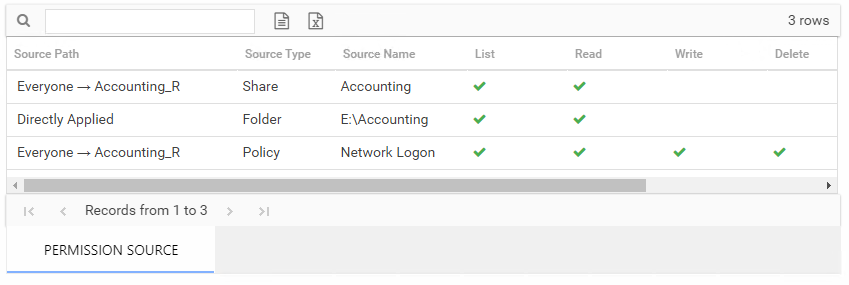 3 rows
Source Path Source Type Source Name List Read Write Delete
Everyone → Accounting_R Share Accounting
Directly Applied Folder E:\Accounting
Everyone → Accounting_R Policy Network Logon
Records from 1 to 3
PERMISSION SOURCE